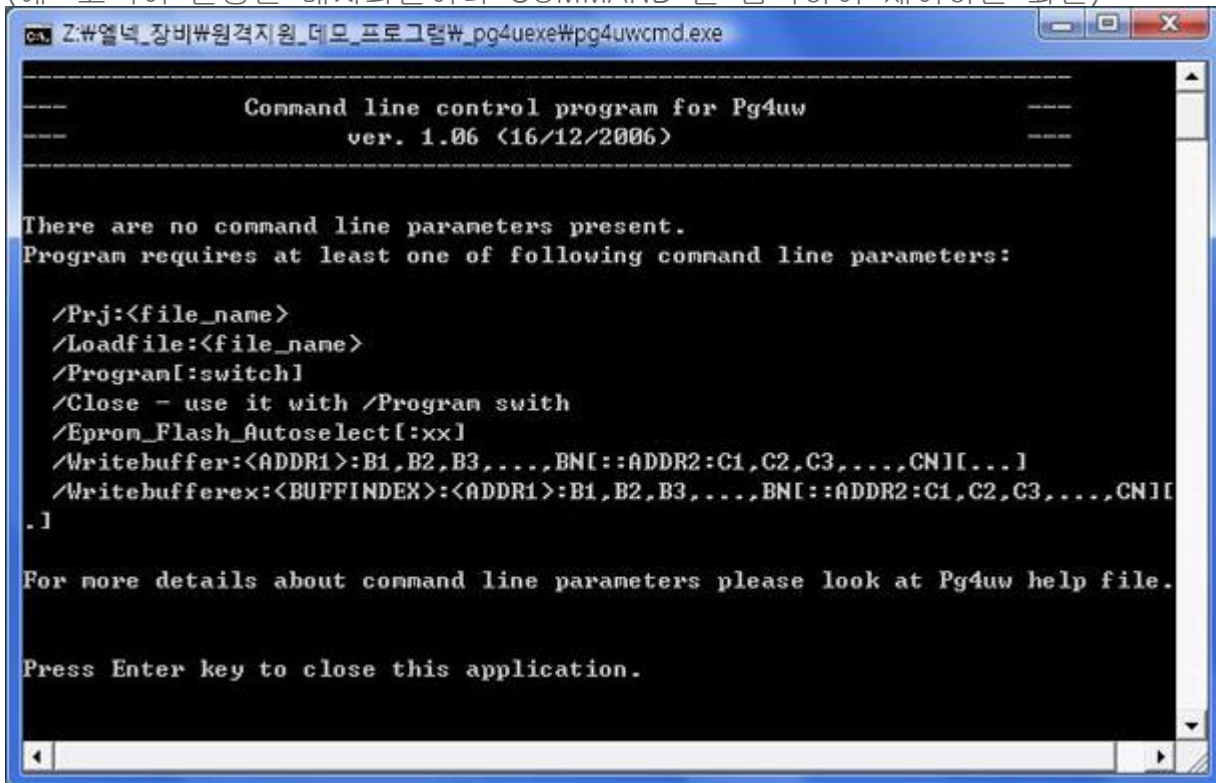 COMMAND
Z:₩엘넥_장비₩원격지원_데모_프로그램₩_pg4uexe₩pg4uwcmd.exe
--- Command line control program for Pg4uw ---
--- ver. 1.06 (16/12/2006) ---
There are no command line parameters present.
Program requires at least one of following command line parameters:
/Prj:<file_name>
/Loadfile:<file_name>
/Program[:switch]
/Close - use it with /Program swith
/Eprom_Flash_Autoselect[:xx]
/Writebuffer:<ADDR1>:B1,B2,B3,....,BN[::ADDR2:C1,C2,C3,....,CN][...]
/Writebufferex:<BUFFINDEX>:<ADDR1>:B1,B2,B3,....,BN[::ADDR2:C1,C2,C3,....,CN][
.]
For more details about command line parameters please look at Pg4uw help file.
Press Enter key to close this application.